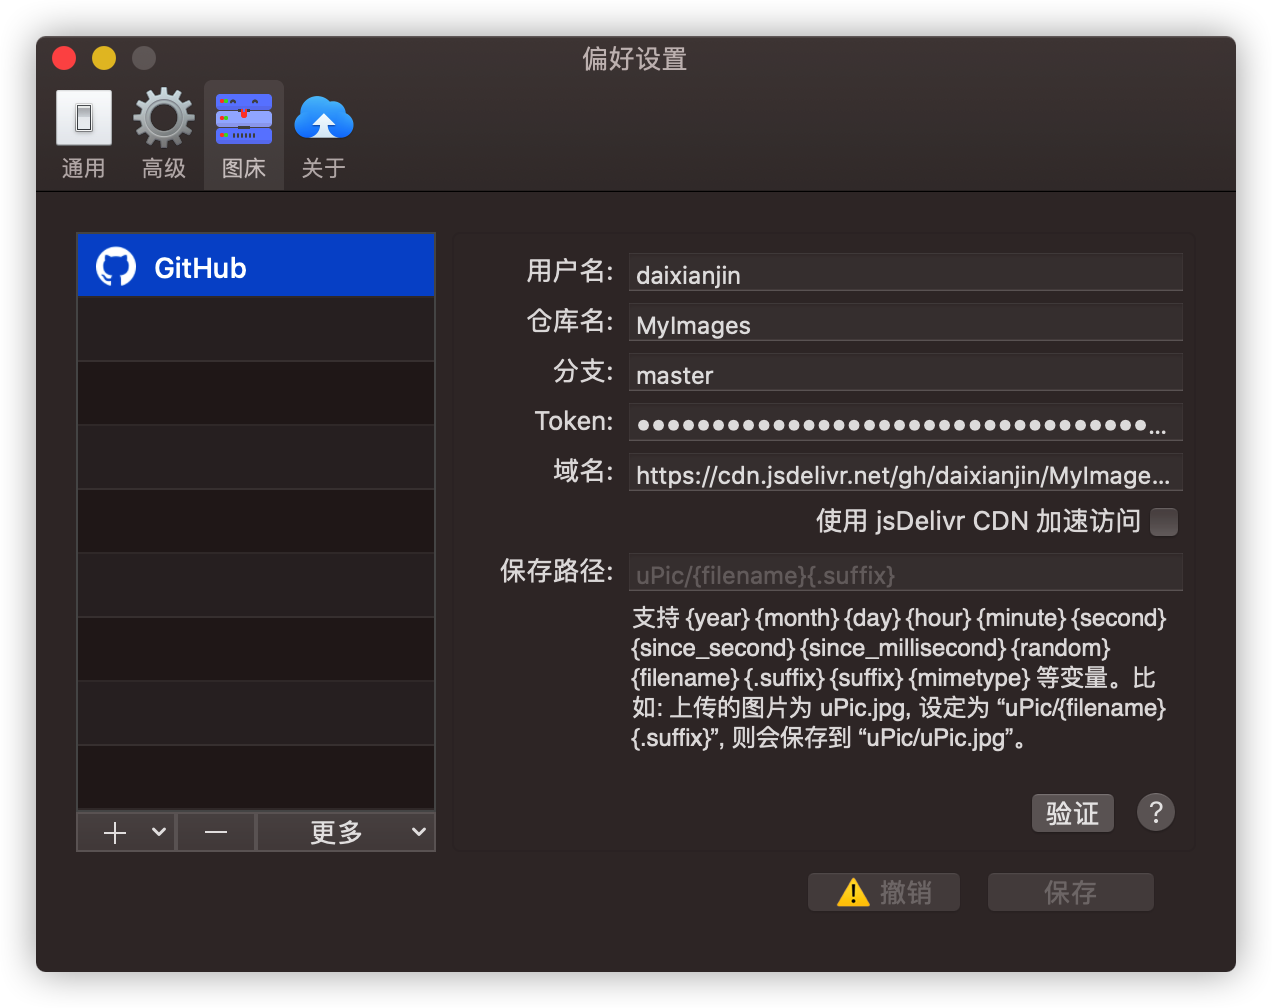 偏好设置
通用
高级
图床
关于
GitHub
用户名: daixianjin
仓库名: MyImages
分支: master
Token: ●●●●●●●●●●●●●●●●●●●●●●●●●●●●●●●●●●...
域名: https://cdn.jsdelivr.net/gh/daixianjin/MyImage...
使用 jsDelivr CDN 加速访问
保存路径: uPic/{filename}{.suffix}
支持 {year} {month} {day} {hour} {minute} {second}
{since_second} {since_millisecond} {random}
{filename} {.suffix} {suffix} {mimetype} 等变量。比
如: 上传的图片为 uPic.jpg, 设定为 “uPic/{filename}
{.suffix}”, 则会保存到 “uPic/uPic.jpg”。
更多
验证
?
撤销
保存